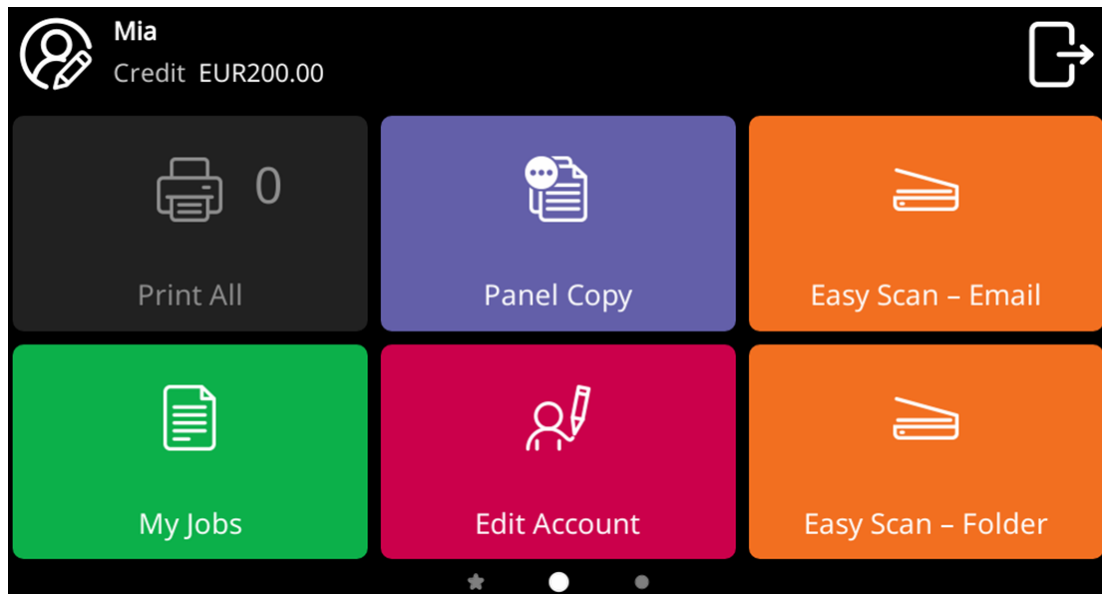 Mia
Credit EUR200.00
0
Print All
Panel Copy
Easy Scan – Email
My Jobs
Edit Account
Easy Scan – Folder